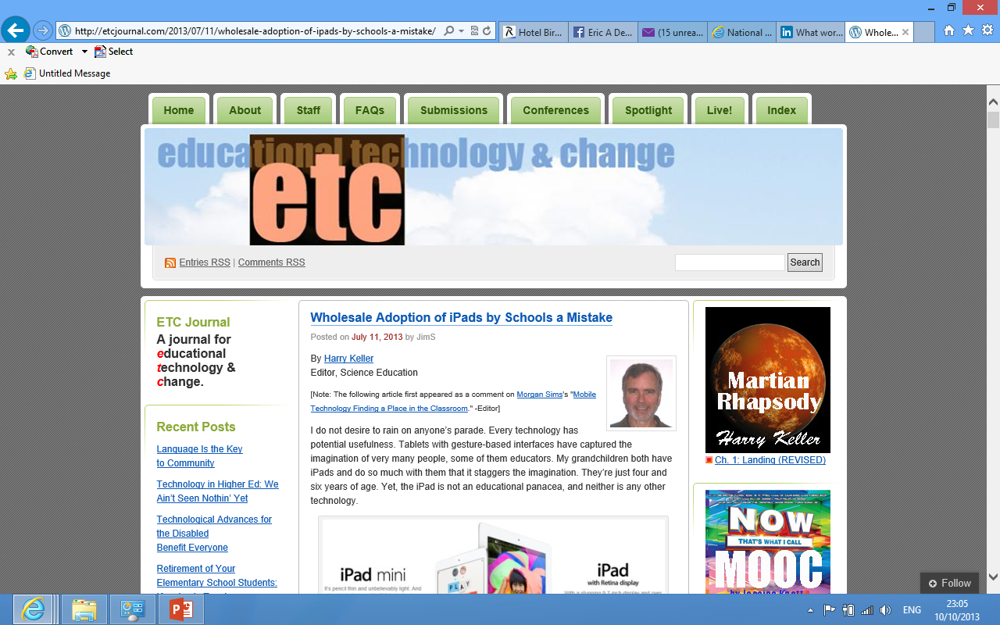 http://etcjournal.com/2013/07/11/wholesale-adoption-of-ipads-by-schools-a-mistake/
Hotel Bir...
Eric A De...
(15 unrea...
National ...
What wor...
Whole...
x Convert Select
Untitled Message
Home About Staff FAQs Submissions Conferences Spotlight Live! Index
educational technology & change
etc
Entries RSS | Comments RSS
Search
ETC Journal
A journal for
educational
technology &
change.
Recent Posts
Language Is the Key
to Community
Technology in Higher Ed: We
Ain't Seen Nothin' Yet
Technological Advances for
the Disabled
Benefit Everyone
Retirement of Your
Elementary School Students:
Wholesale Adoption of iPads by Schools a Mistake
Posted on July 11, 2013 by JimS
By Harry Keller
Editor, Science Education
[Note: The following article first appeared as a comment on Morgan Sims's "Mobile
Technology Finding a Place in the Classroom." -Editor]
I do not desire to rain on anyone's parade. Every technology has
potential usefulness. Tablets with gesture-based interfaces have captured the
imagination of very many people, some of them educators. My grandchildren both have
iPads and do so much with them that it staggers the imagination. They're just four and
six years of age. Yet, the iPad is not an educational panacea, and neither is any other
technology.
iPad mini
It's pencil thin and unbelievably light. And
PLAY
iPad
with Retina display
Martian
Rhapsody
Harry Keller
Ch. 1: Landing (REVISED)
NOW
THAT'S WHAT I CALL
MOOC
Follow
ENG
23:05
10/10/2013